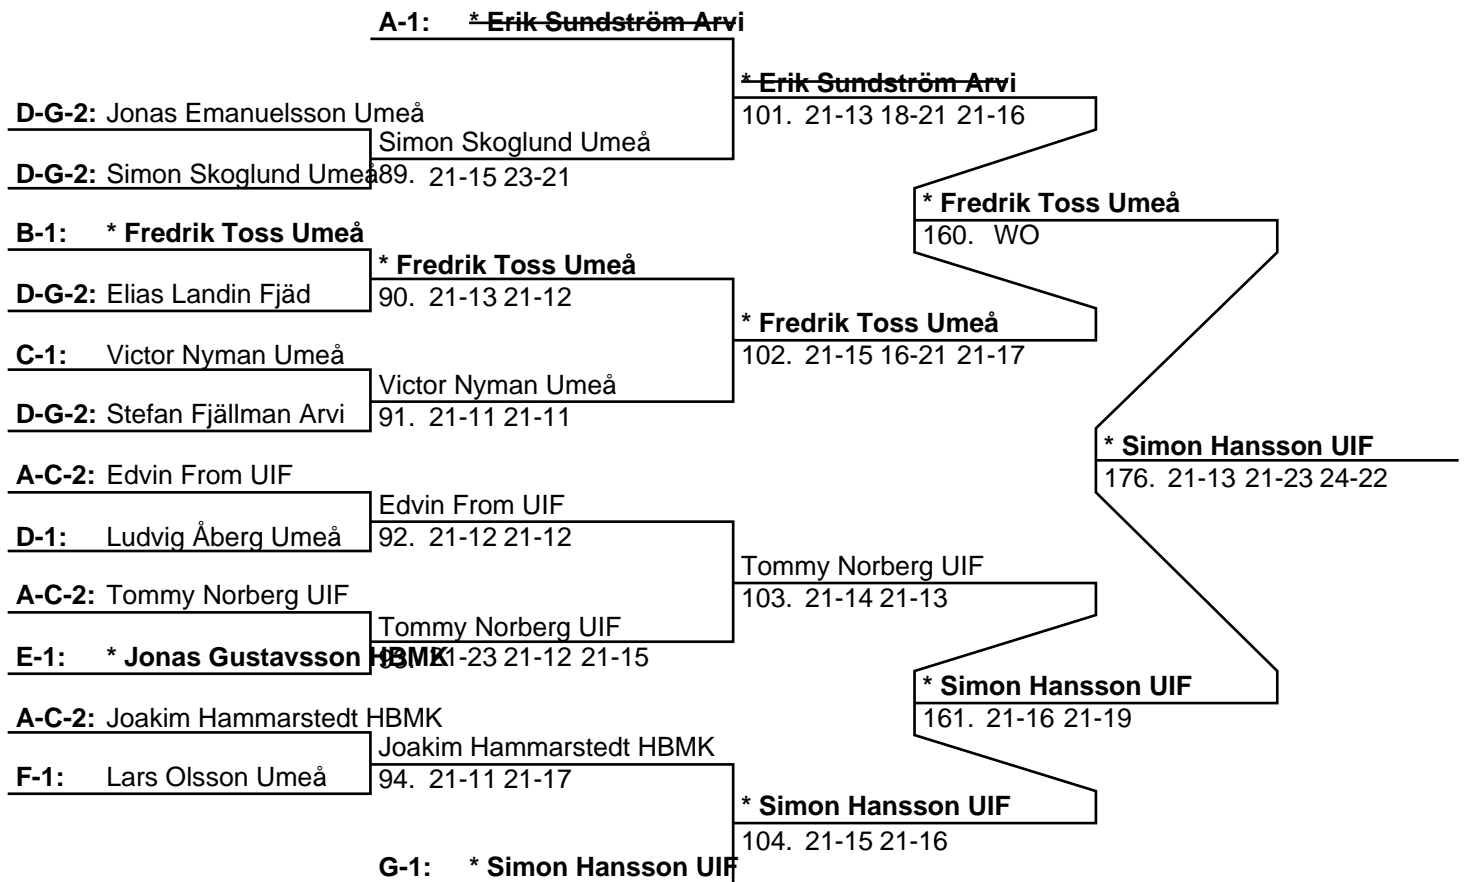 A-1: * Erik Sundström Arvi
* Erik Sundström Arvi
101. 21-13 18-21 21-16
D-G-2: Jonas Emanuelsson Umeå
Simon Skoglund Umeå
D-G-2: Simon Skoglund Umeå
89. 21-15 23-21
* Fredrik Toss Umeå
160. WO
B-1: * Fredrik Toss Umeå
* Fredrik Toss Umeå
D-G-2: Elias Landin Fjäd
90. 21-13 21-12
* Fredrik Toss Umeå
102. 21-15 16-21 21-17
C-1: Victor Nyman Umeå
Victor Nyman Umeå
D-G-2: Stefan Fjällman Arvi
91. 21-11 21-11
* Simon Hansson UIF
176. 21-13 21-23 24-22
A-C-2: Edvin From UIF
Edvin From UIF
D-1: Ludvig Åberg Umeå
92. 21-12 21-12
Tommy Norberg UIF
103. 21-14 21-13
A-C-2: Tommy Norberg UIF
Tommy Norberg UIF
E-1: * Jonas Gustavsson HBMK
93. 21-23 21-12 21-15
* Simon Hansson UIF
161. 21-16 21-19
A-C-2: Joakim Hammarstedt HBMK
Joakim Hammarstedt HBMK
F-1: Lars Olsson Umeå
94. 21-11 21-17
* Simon Hansson UIF
104. 21-15 21-16
G-1: * Simon Hansson UIF